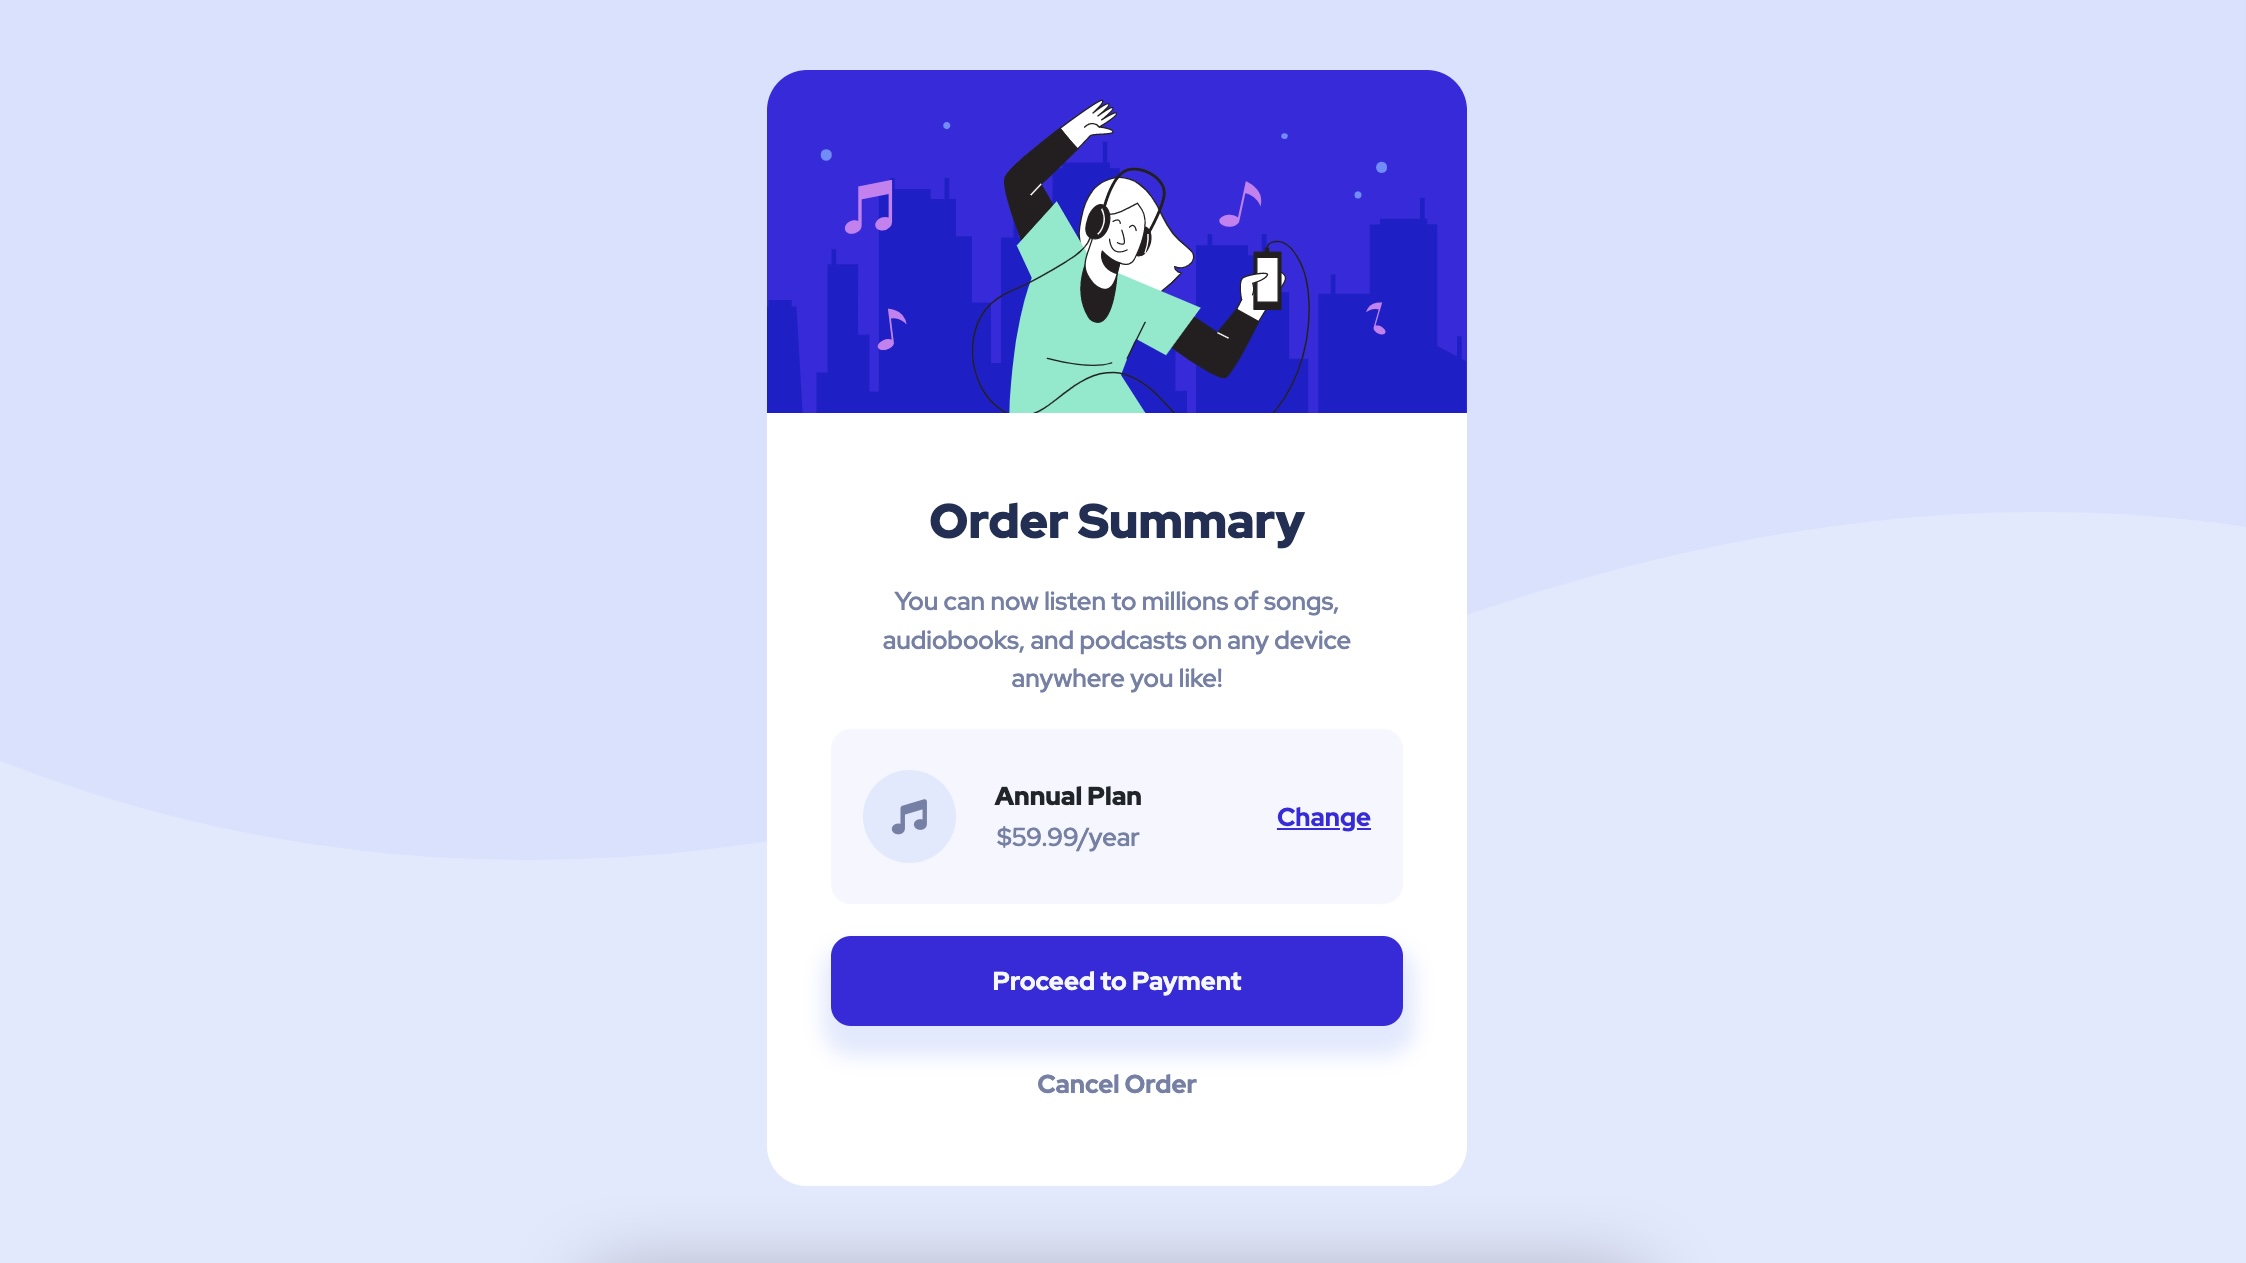 Order Summary
You can now listen to millions of songs,
audiobooks, and podcasts on any device
anywhere you like!
Annual Plan
$59.99/year
Change
Proceed to Payment
Cancel Order